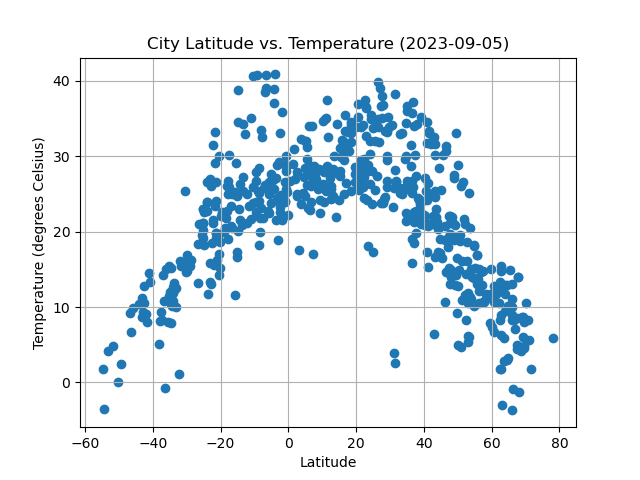 City Latitude vs. Temperature (2023-09-05)
Temperature (degrees Celsius)
40
30
20
10
0
−60 −40 −20 0 20 40 60 80
Latitude